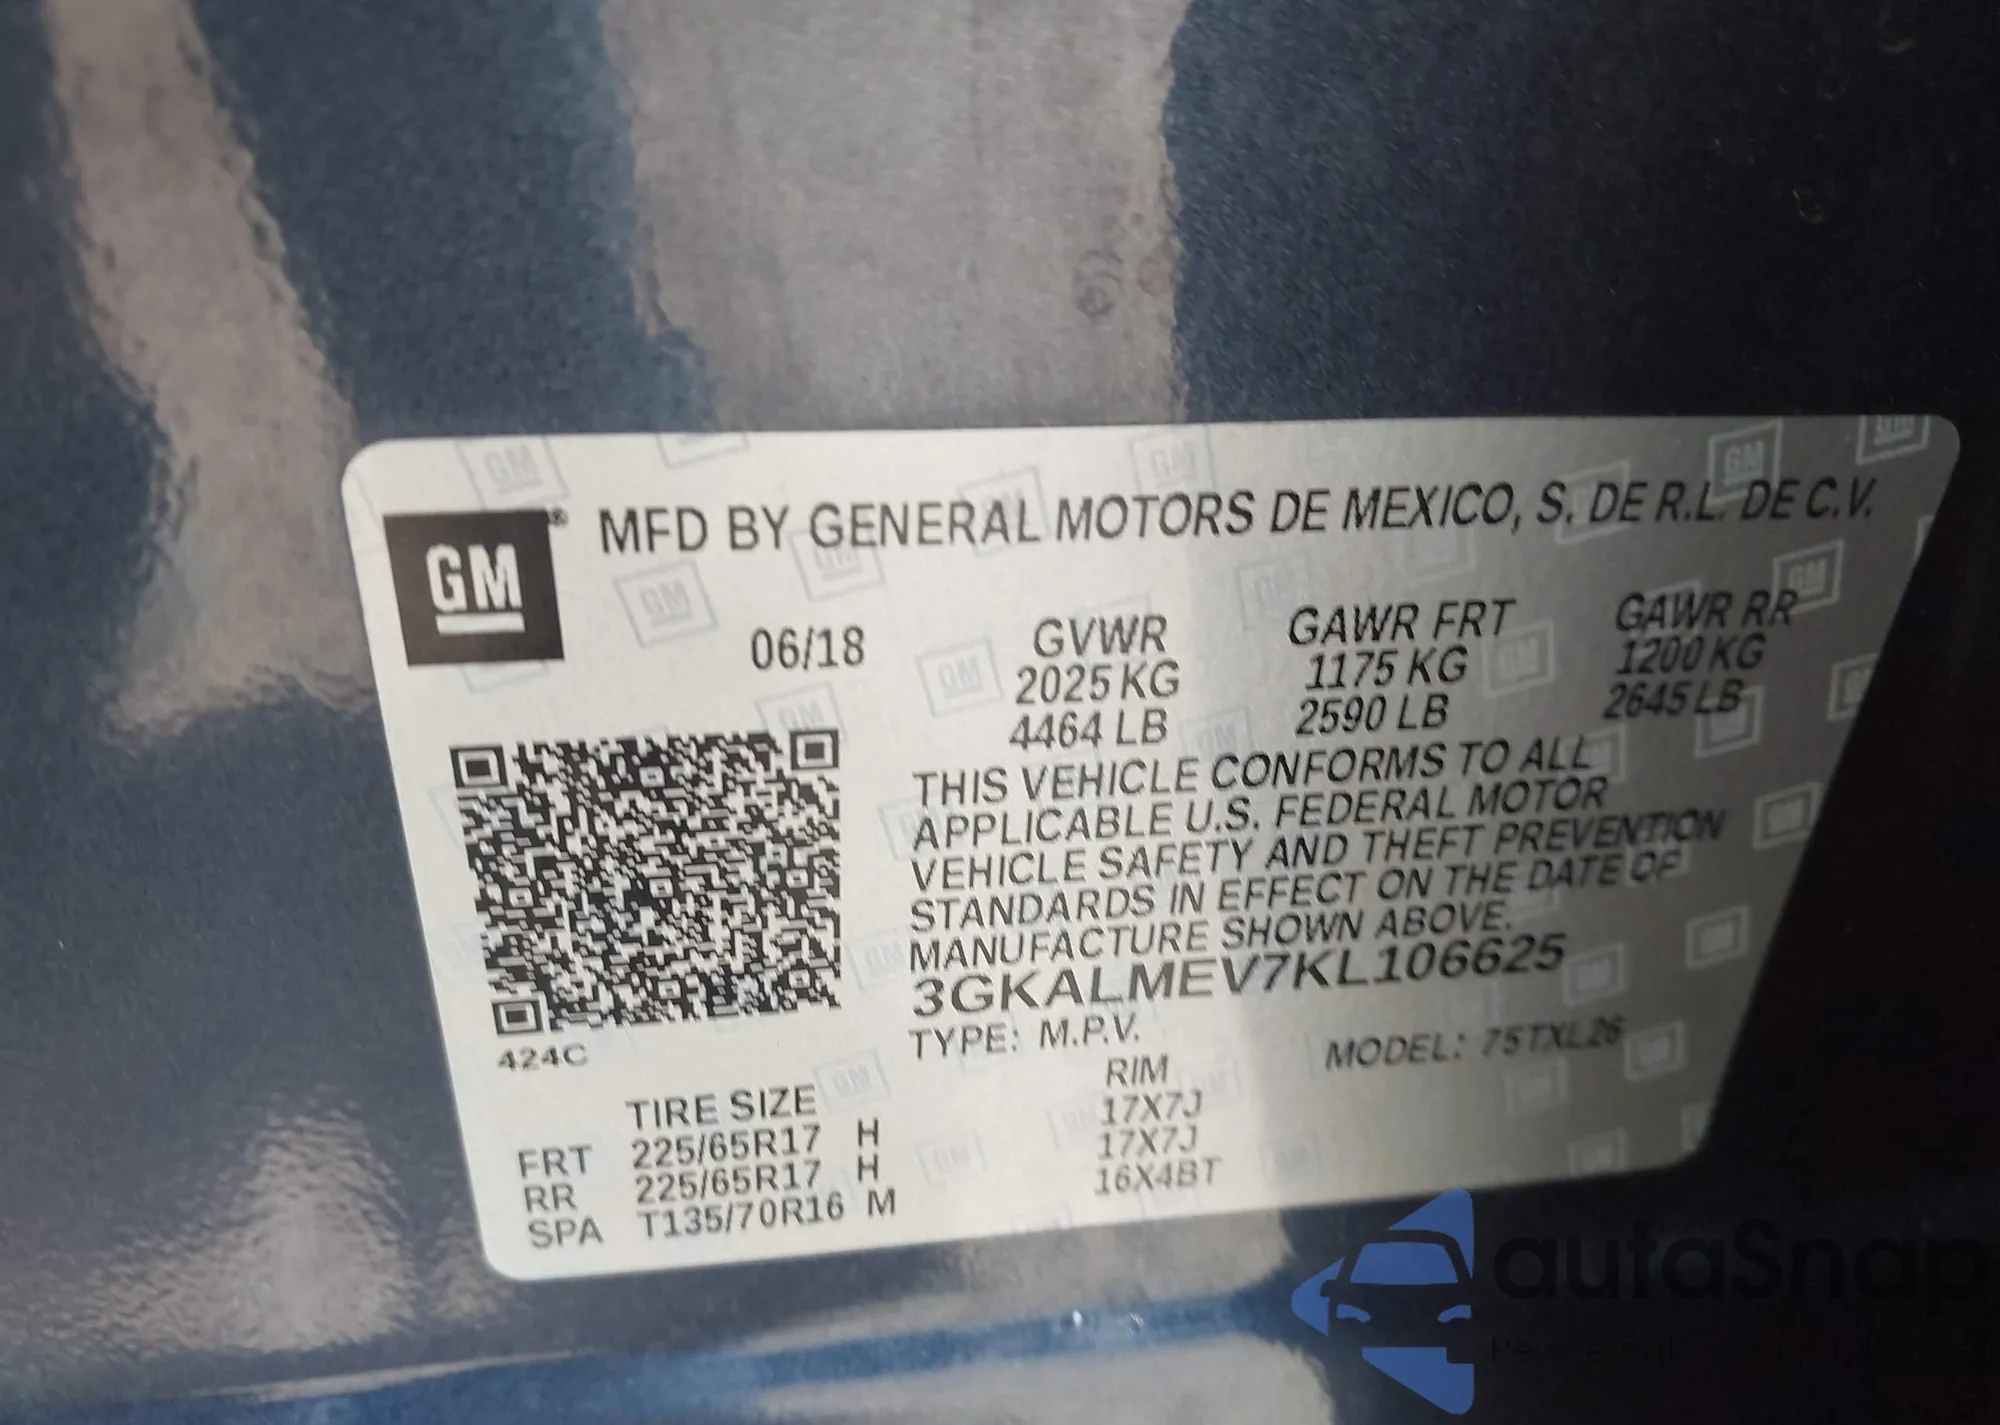 GM ® MFD BY GENERAL MOTORS DE MEXICO, S. DE R.L. DE C.V.
06/18
GVWR GAWR FRT GAWR RR
2025 KG 1175 KG 1200 KG
4464 LB 2590 LB 2645 LB
THIS VEHICLE CONFORMS TO ALL
APPLICABLE U.S. FEDERAL MOTOR
VEHICLE SAFETY AND THEFT PREVENTION
STANDARDS IN EFFECT ON THE DATE OF
MANUFACTURE SHOWN ABOVE.
3GKALMEV7KL106625
TYPE: M.P.V. MODEL: 75TXL26
424C
TIRE SIZE RIM
FRT 225/65R17 H 17X7J
RR 225/65R17 H 17X7J
SPA T135/70R16 M 16X4BT
autaSnap